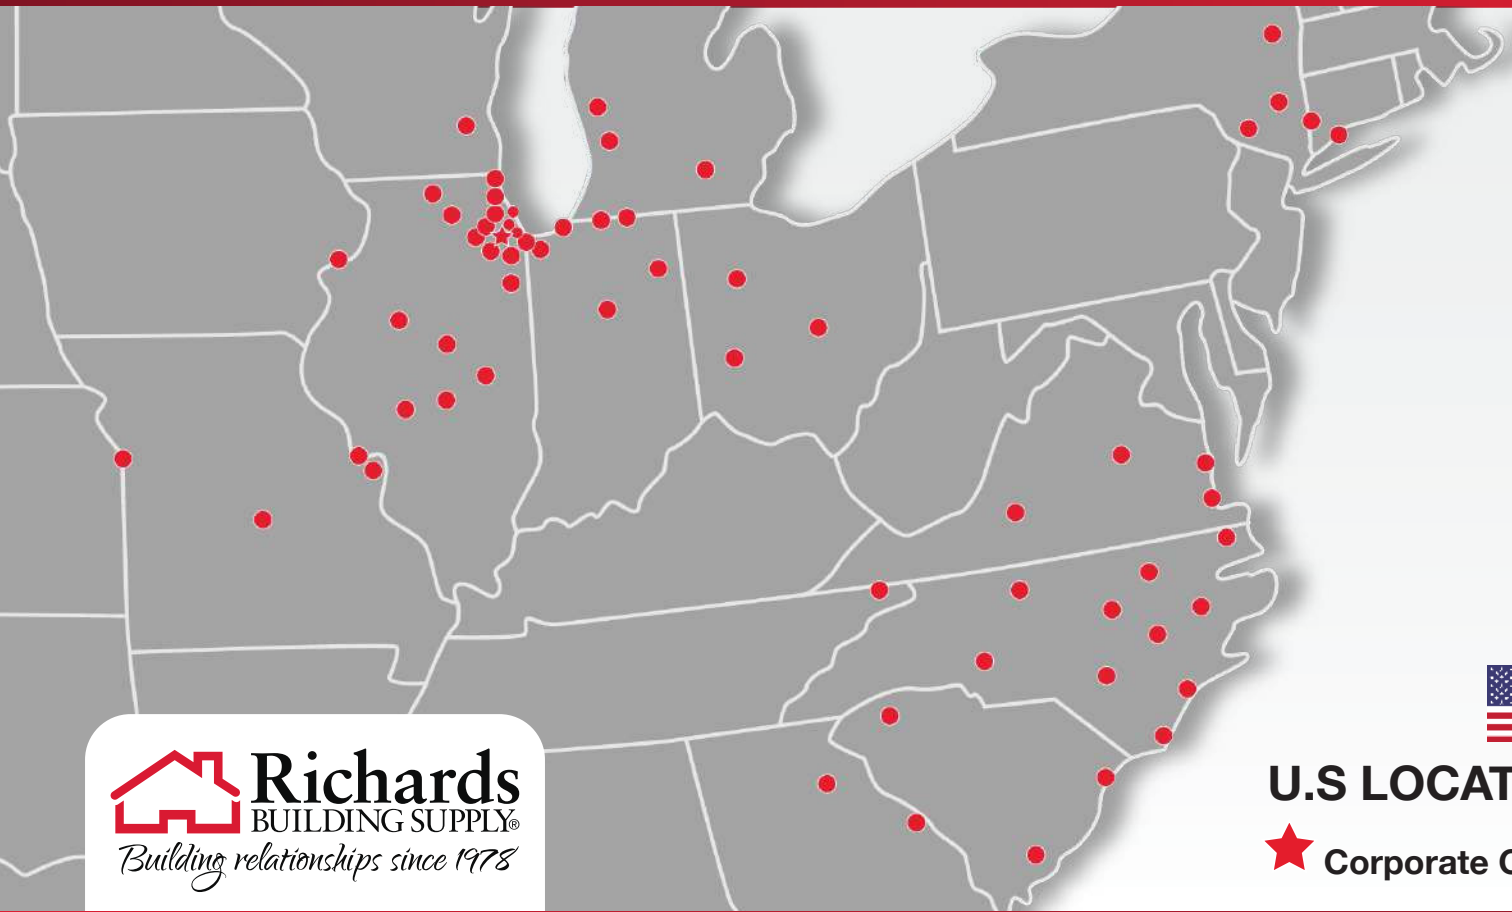 Richards
BUILDING SUPPLY®
Building relationships since 1978
U.S LOCAT
Corporate